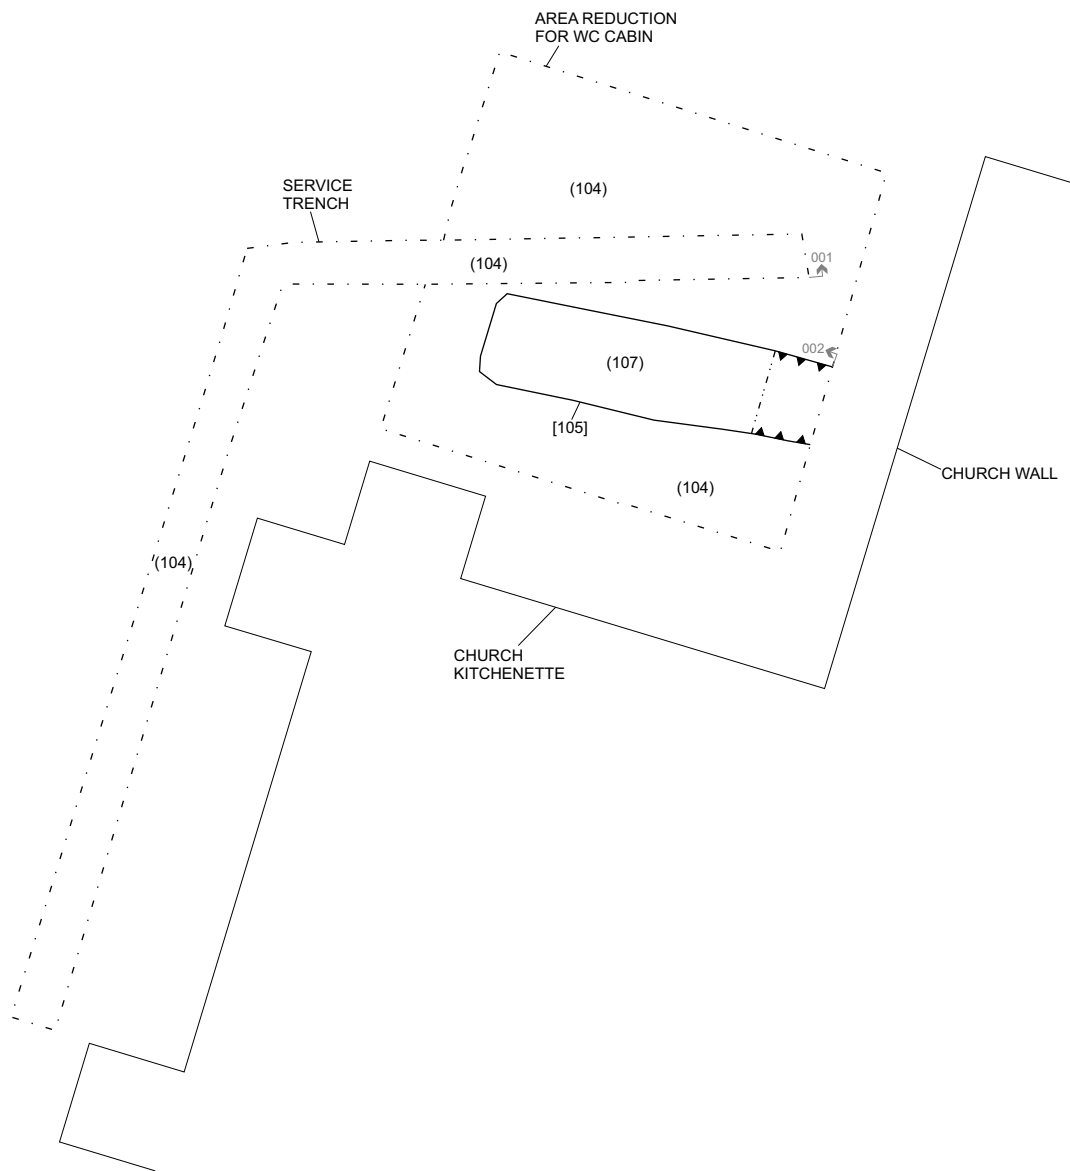 AREA REDUCTION
FOR WC CABIN
SERVICE
TRENCH
(104)
(104)
001
002
(107)
[105]
(104)
CHURCH WALL
(104)
CHURCH
KITCHENETTE